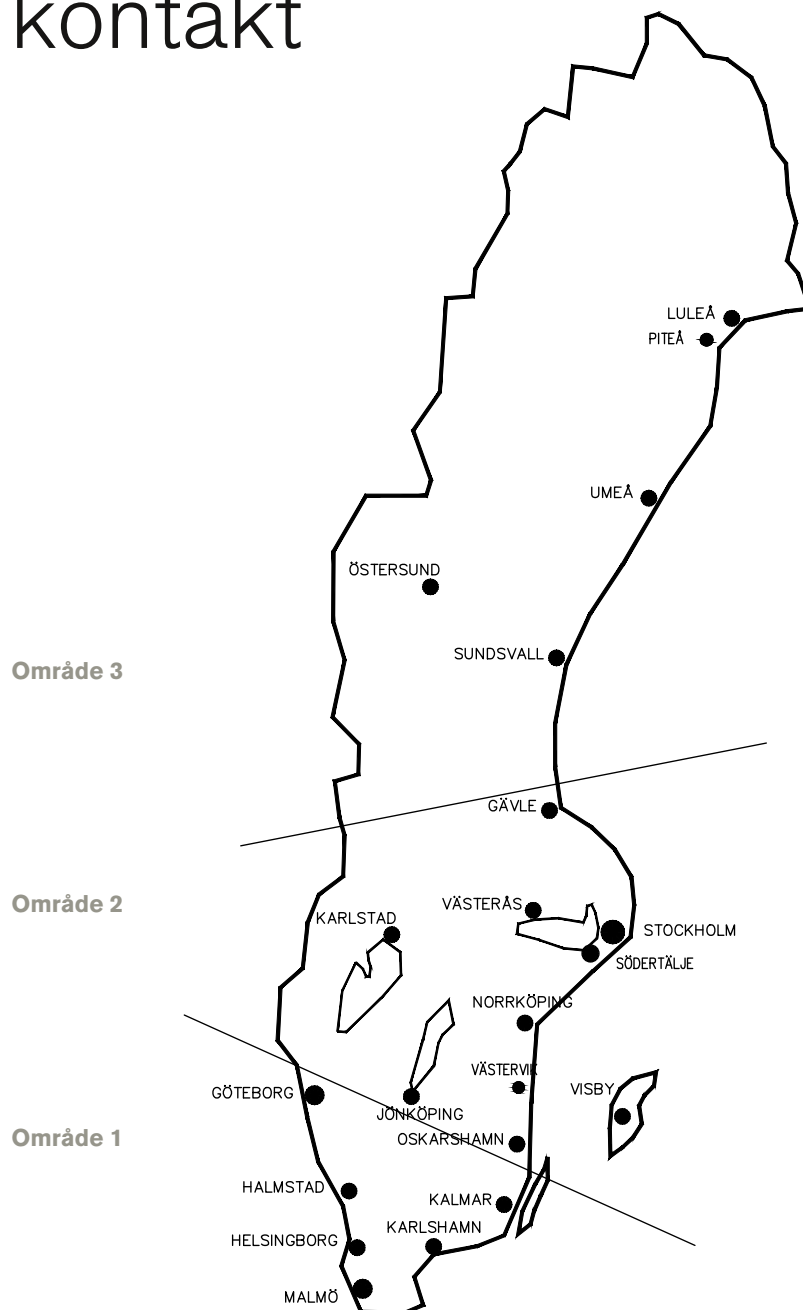 kontakt
LULEÅ
PITEÅ
UMEÅ
ÖSTERSUND
SUNDSVALL
Område 3
GÄVLE
Område 2
VÄSTERÅS
KARLSTAD
STOCKHOLM
SÖDERTÄLJE
NORRKÖPING
VÄSTERVIK
VISBY
GÖTEBORG
JÖNKÖPING
Område 1
OSKARSHAMN
HALMSTAD
KALMAR
KARLSHAMN
HELSINGBORG
MALMÖ